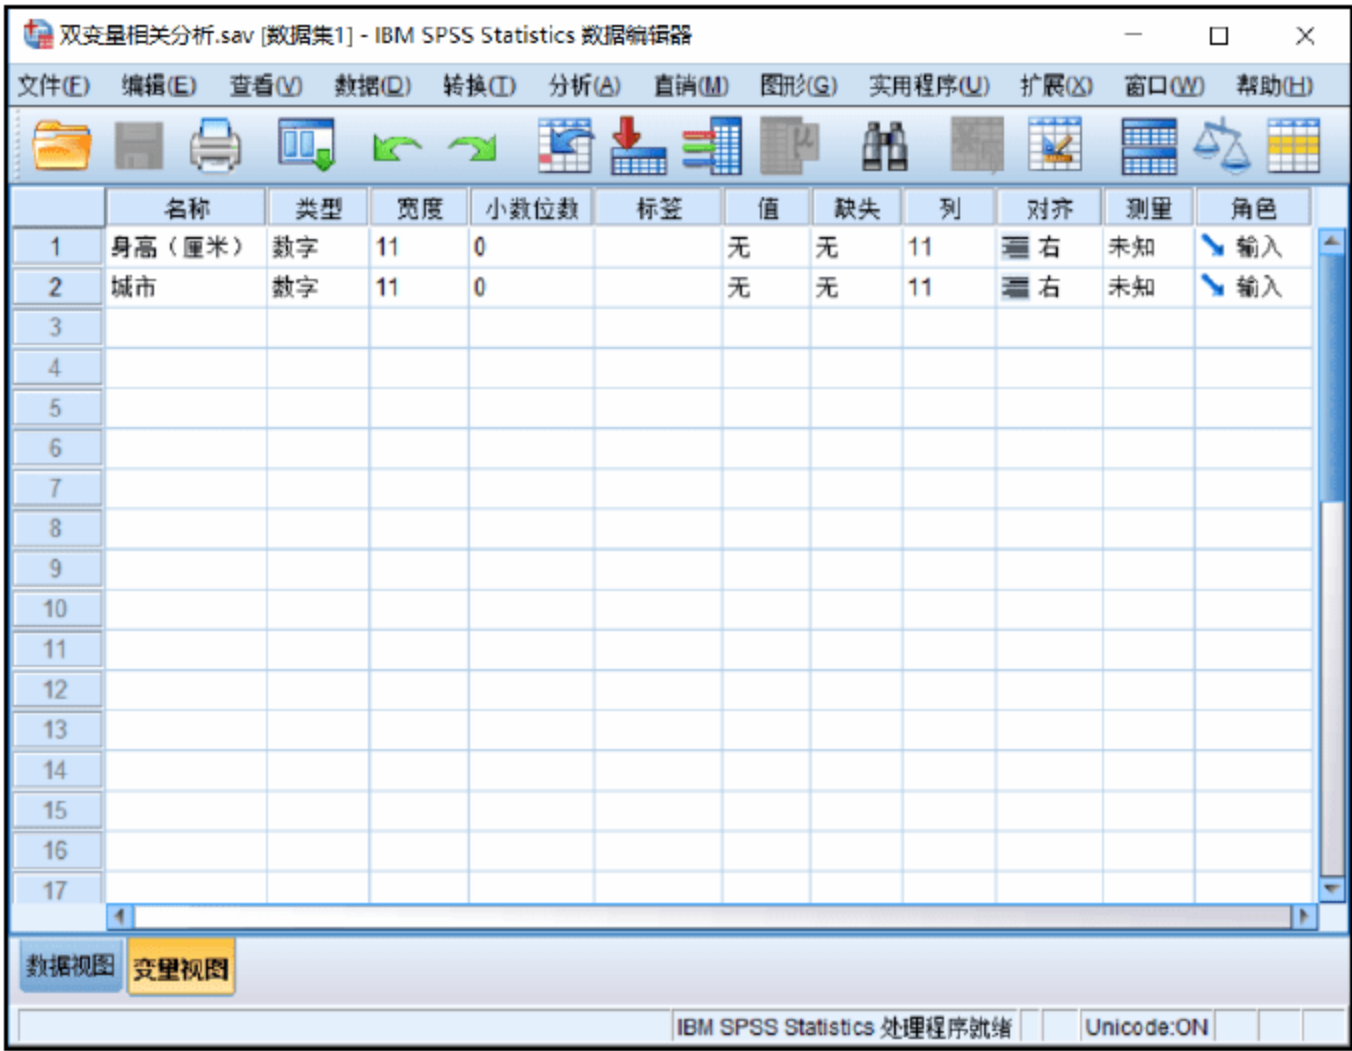 双变量相关分析.sav [数据集1] - IBM SPSS Statistics 数据编辑器
文件(F) 编辑(E) 查看(V) 数据(D) 转换(T) 分析(A) 直销(M) 图形(G) 实用程序(U) 扩展(X) 窗口(W) 帮助(H)
名称 类型 宽度 小数位数 标签 值 缺失 列 对齐 测量 角色
1 身高（厘米） 数字 11 0 无 无 11 右 未知 输入
2 城市 数字 11 0 无 无 11 右 未知 输入
3
4
5
6
7
8
9
10
11
12
13
14
15
16
17
数据视图 变量视图
IBM SPSS Statistics 处理程序就绪 Unicode:ON